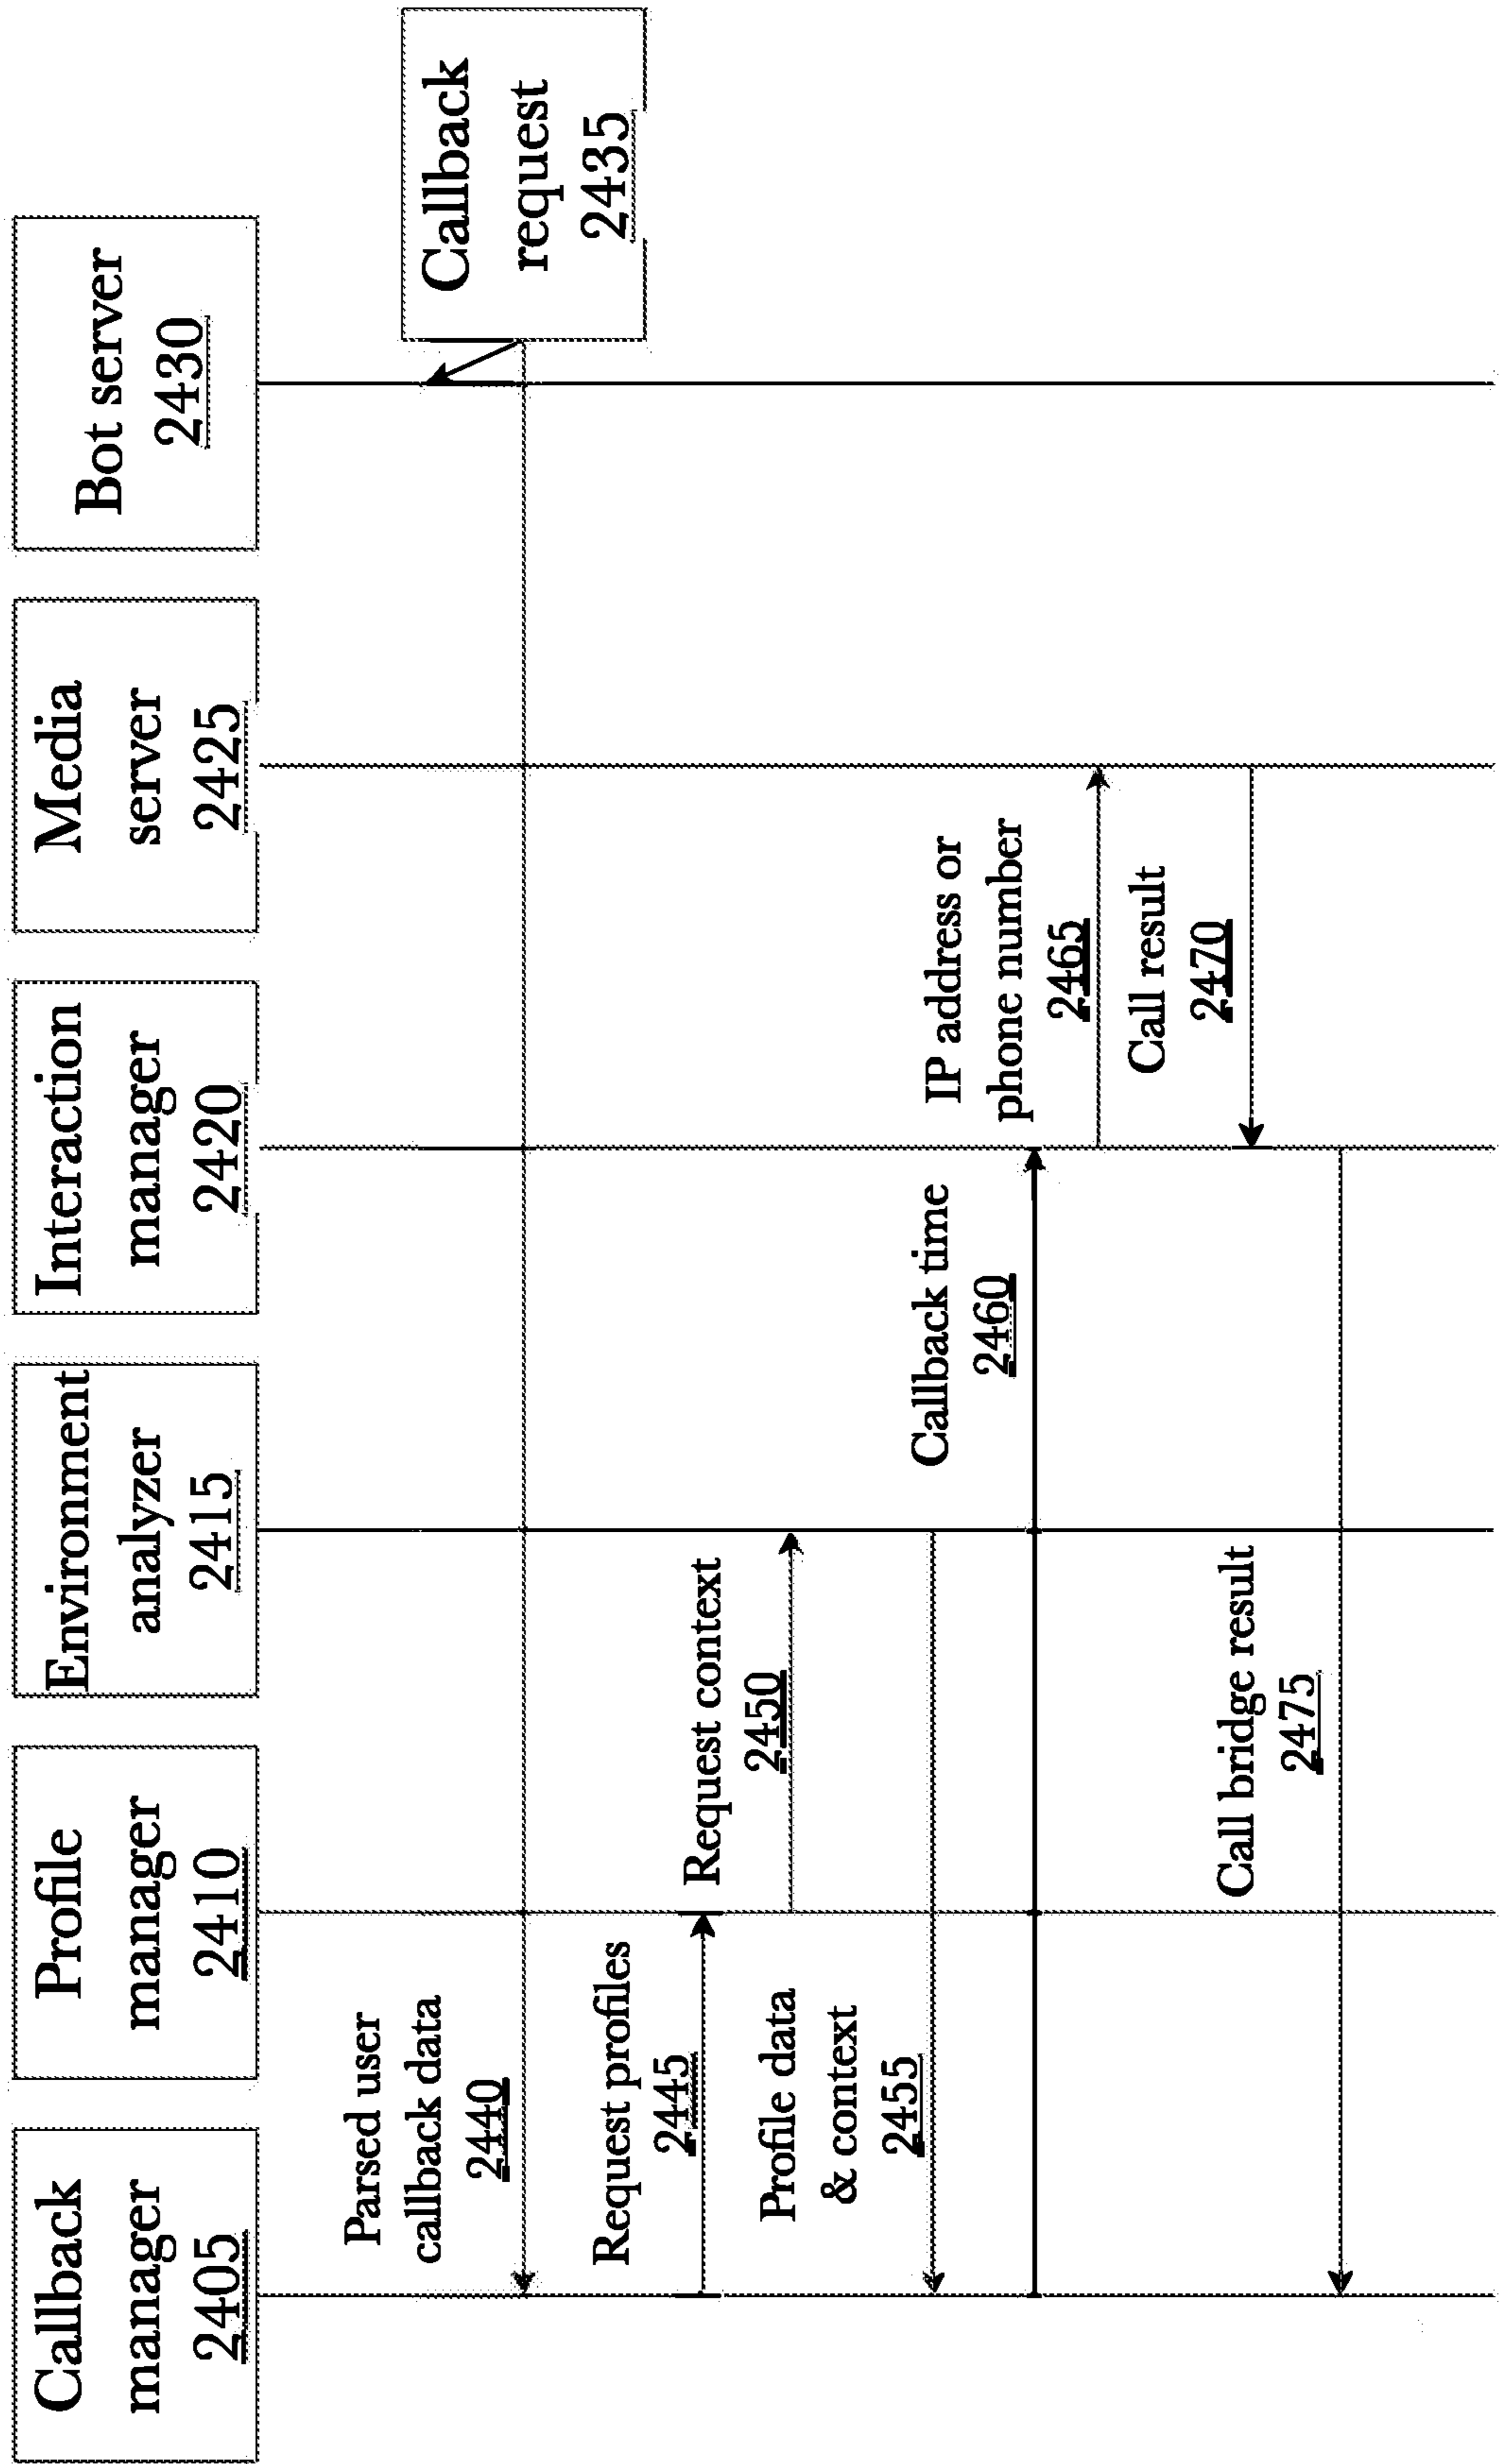 Callback
manager
2405
Profile
manager
2410
Environment
analyzer
2415
Interaction
manager
2420
Media
server
2425
Bot server
2430
Callback
request
2435
Parsed user
callback data
2440
Request profiles
2445
Request context
2450
Profile data
& context
2455
Callback time
2460
IP address or
phone number
2465
Call result
2470
Call bridge result
2475